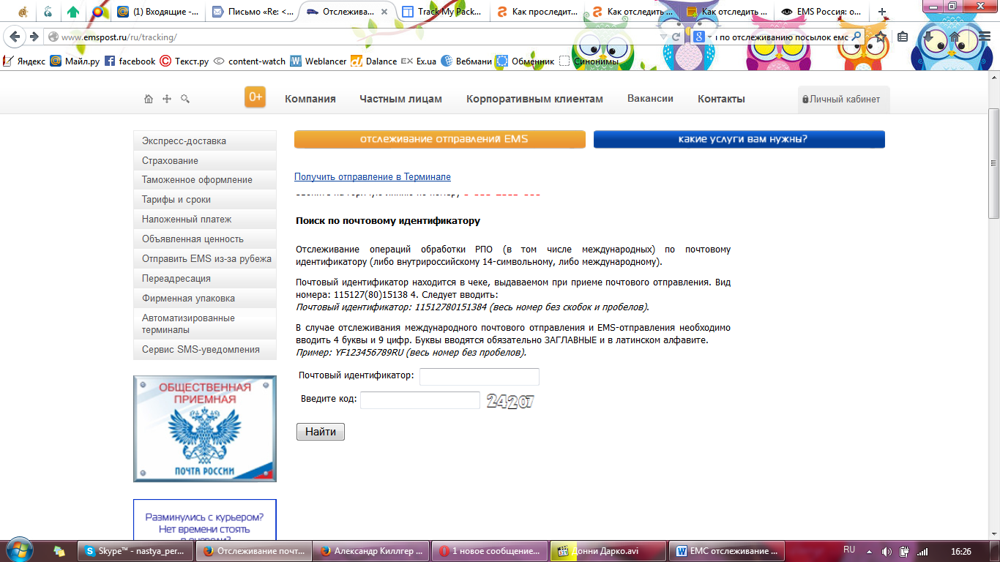 (1) Входящие -...
Письмо «Re: <...
Отслежива...
Track My Pack...
Как проследит...
Как отследить ...
Как отследить ...
EMS Россия: о...
www.emspost.ru/ru/tracking/
по отслеживанию посылок емс
Яндекс Майл.ру facebook Текст.ру content-watch Weblancer Dalance Ex.ua Вебмани Обменник Синонимы
0+ Компания Частным лицам Корпоративным клиентам Вакансии Контакты Личный кабинет
отслеживание отправлений EMS какие услуги вам нужны?
Экспресс-доставка
Страхование
Таможенное оформление
Тарифы и сроки
Наложенный платеж
Объявленная ценность
Отправить EMS из-за рубежа
Переадресация
Фирменная упаковка
Автоматизированные
терминалы
Сервис SMS-уведомления
ОБЩЕСТВЕННАЯ
ПРИЕМНАЯ
ПОЧТА РОССИИ
Разминулись с курьером?
Нет времени стоять
Получить отправление в Терминале
Поиск по почтовому идентификатору
Отслеживание операций обработки РПО (в том числе международных) по почтовому
идентификатору (либо внутрироссийскому 14-символьному, либо международному).
Почтовый идентификатор находится в чеке, выдаваемом при приеме почтового отправления. Вид
номера: 115127(80)15138 4. Следует вводить:
Почтовый идентификатор: 11512780151384 (весь номер без скобок и пробелов).
В случае отслеживания международного почтового отправления и EMS-отправления необходимо
вводить 4 буквы и 9 цифр. Буквы вводятся обязательно ЗАГЛАВНЫЕ и в латинском алфавите.
Пример: YF123456789RU (весь номер без пробелов).
Почтовый идентификатор:
Введите код: 24207
Найти
Skype™ - nastya_per... Отслеживание почт... Александр Киллгер ... 1 новое сообщение... Донни Дарко.avi ЕМС отслеживание ... RU 16:26